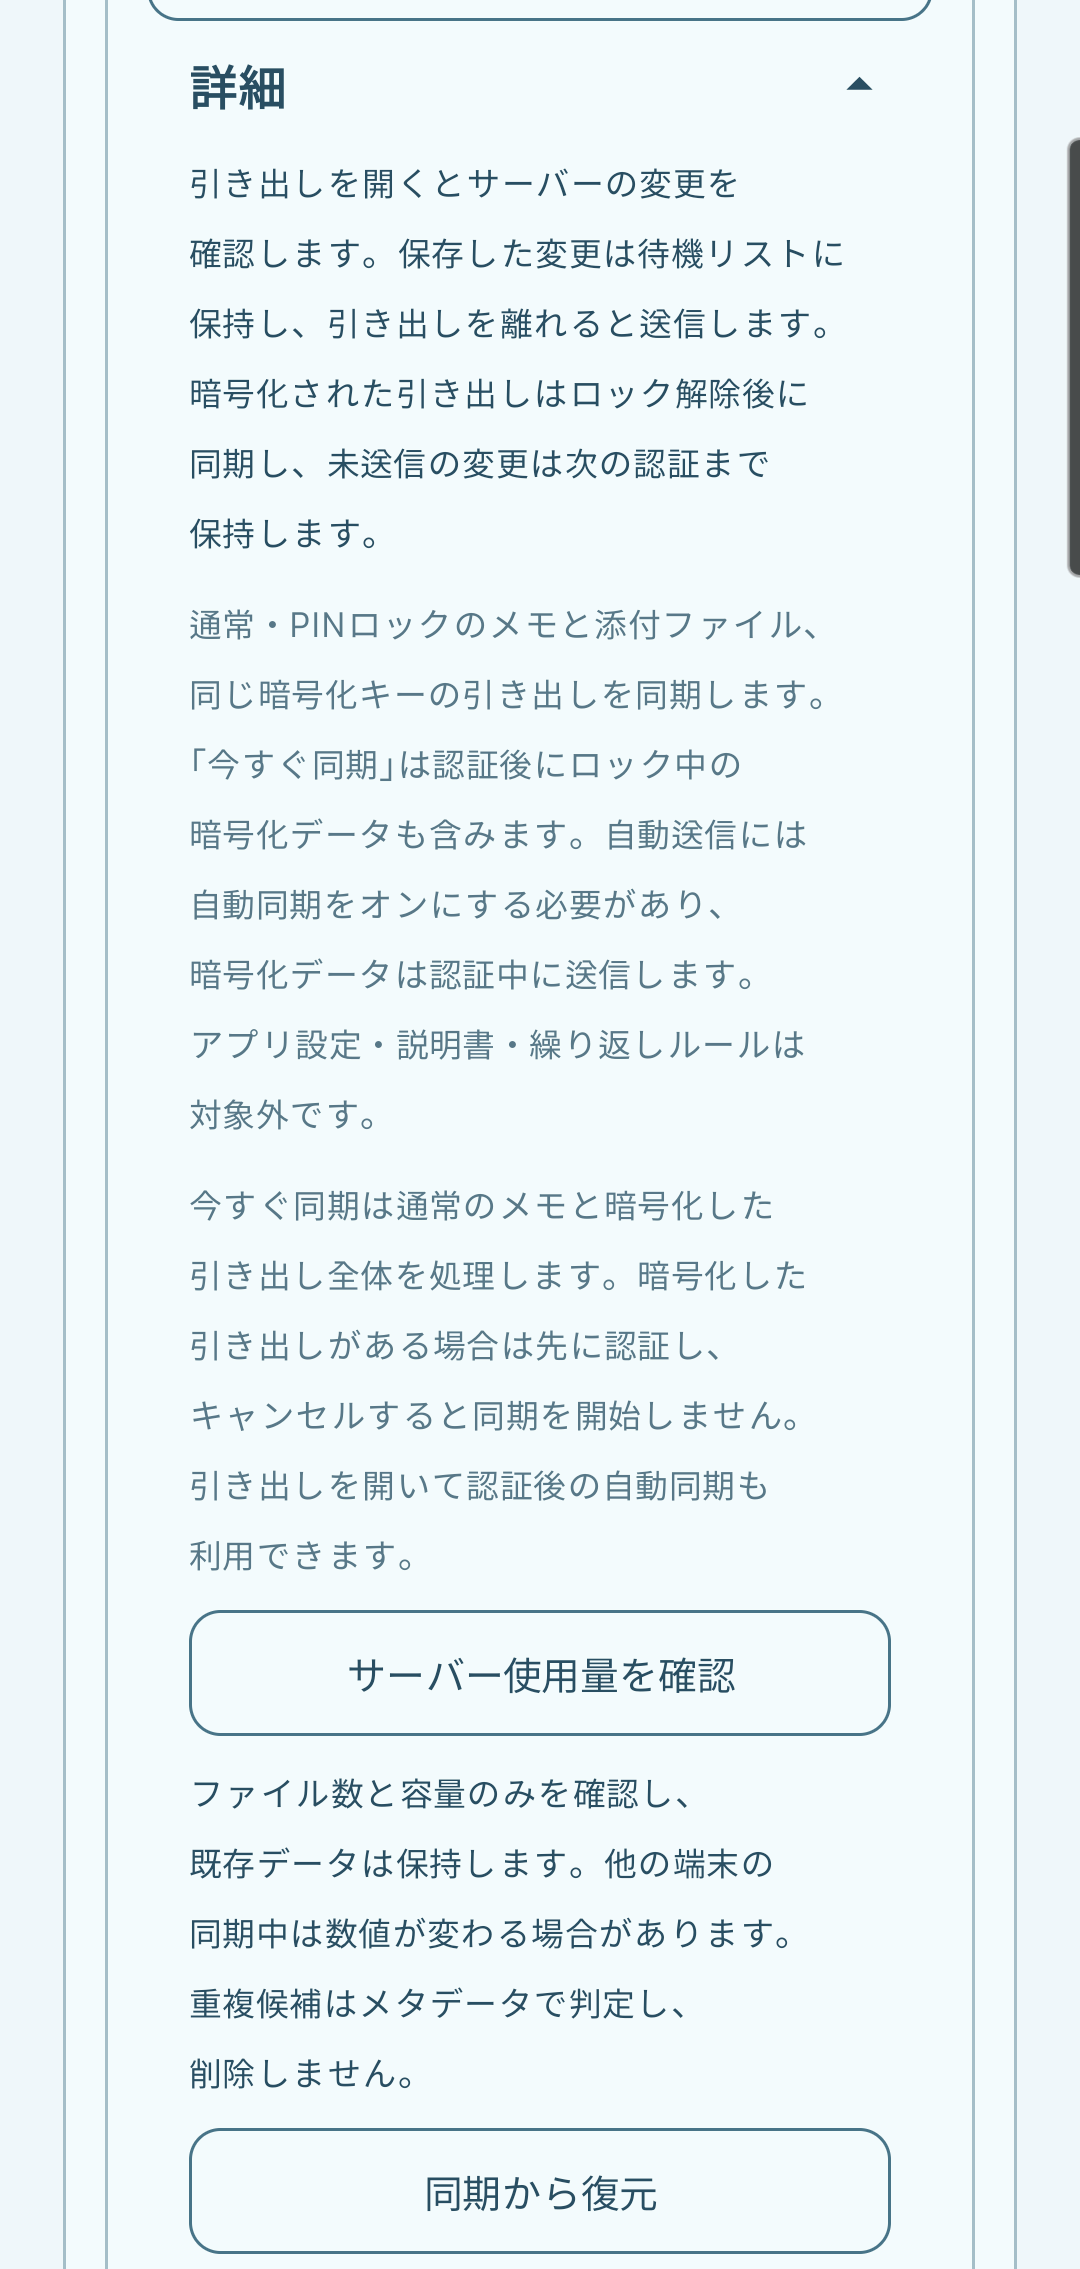 詳細
引き出しを開くとサーバーの変更を
確認します。保存した変更は待機リストに
保持し、引き出しを離れると送信します。
暗号化された引き出しはロック解除後に
同期し、未送信の変更は次の認証まで
保持します。
通常・PINロックのメモと添付ファイル、
同じ暗号化キーの引き出しを同期します。
「今すぐ同期」は認証後にロック中の
暗号化データも含みます。自動送信には
自動同期をオンにする必要があり、
暗号化データは認証中に送信します。
アプリ設定・説明書・繰り返しルールは
対象外です。
今すぐ同期は通常のメモと暗号化した
引き出し全体を処理します。暗号化した
引き出しがある場合は先に認証し、
キャンセルすると同期を開始しません。
引き出しを開いて認証後の自動同期も
利用できます。
サーバー使用量を確認
ファイル数と容量のみを確認し、
既存データは保持します。他の端末の
同期中は数値が変わる場合があります。
重複候補はメタデータで判定し、
削除しません。
同期から復元